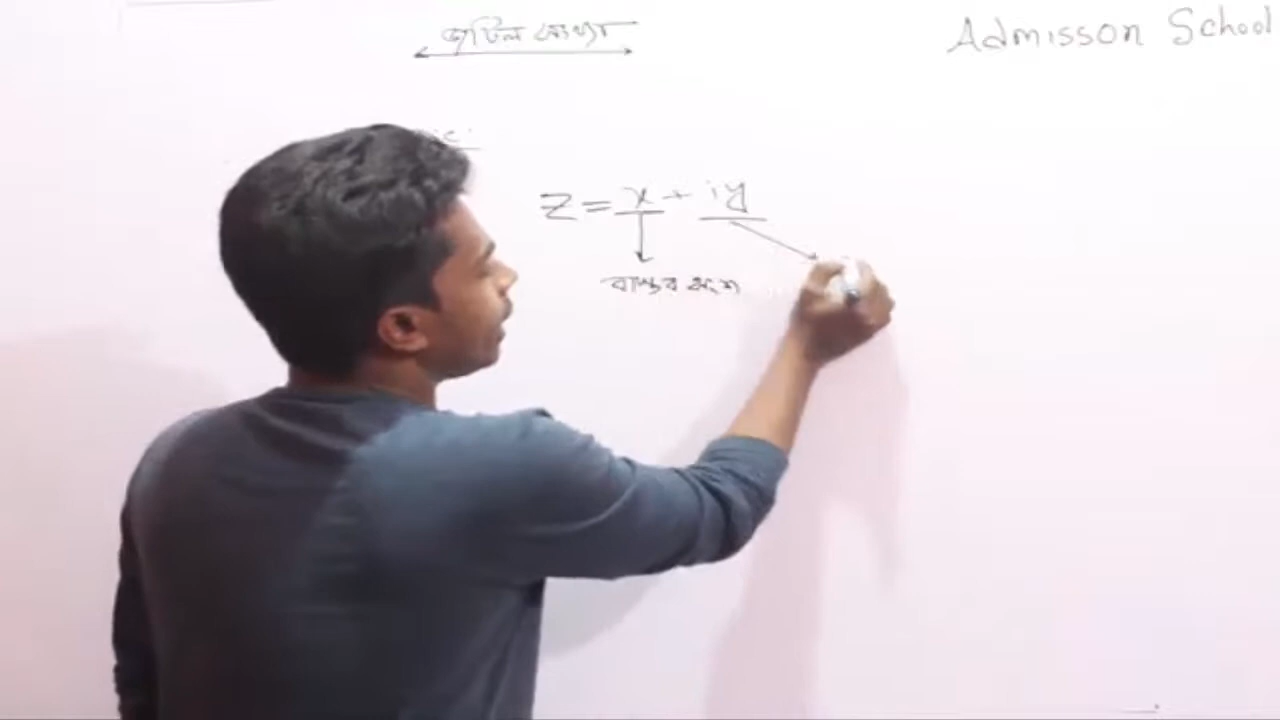 জটিল সংখ্যা
Admisson School
Z = x + iy
বাস্তব অংশ